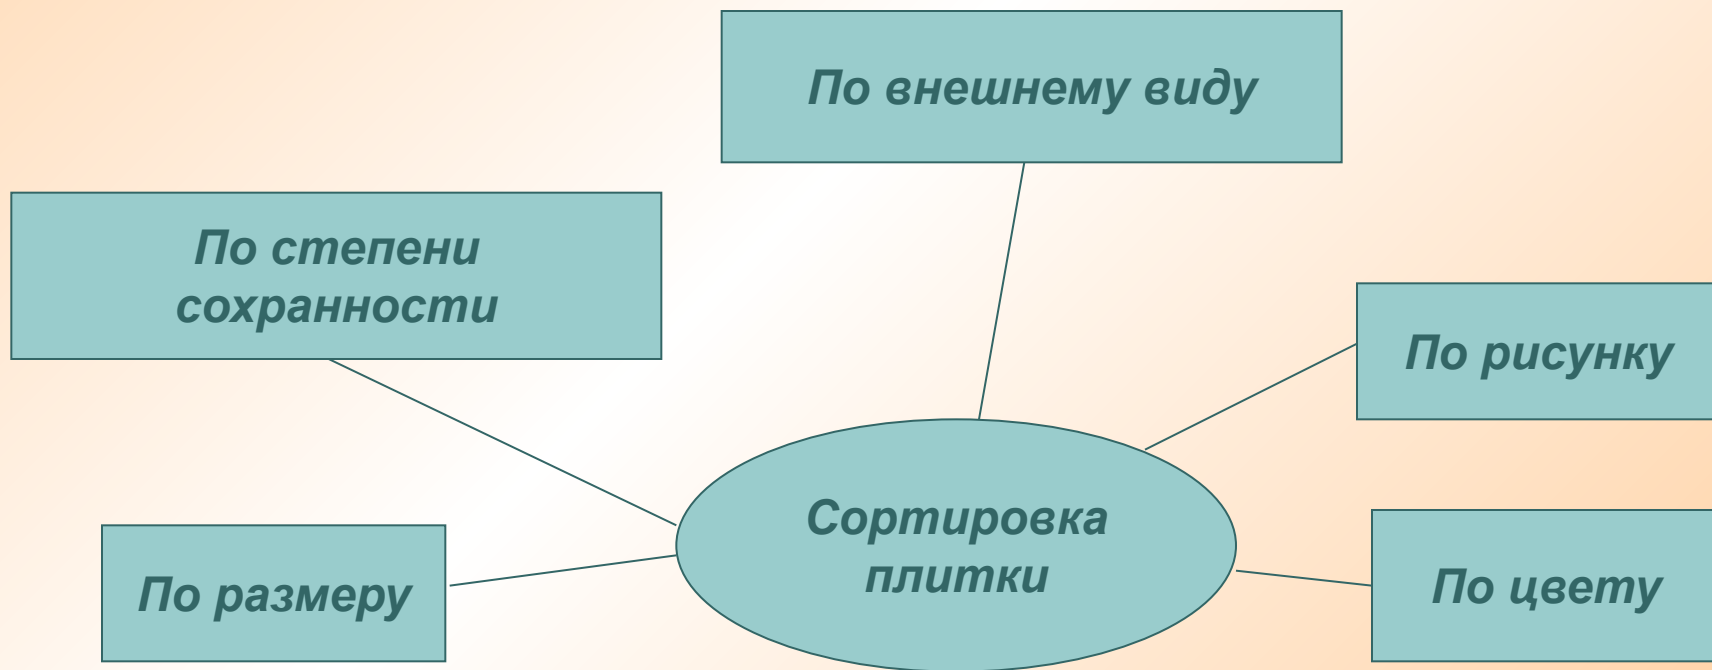 По внешнему виду
По степени
сохранности
По рисунку
Сортировка
плитки
По размеру
По цвету